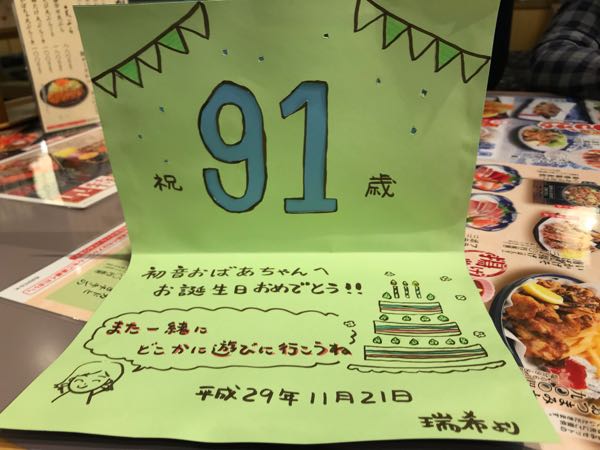 祝 91 歳
初音おばあちゃんへ
お誕生日おめでとう!!
また一緒に
どこかに遊びに行こうね
平成29年11月21日
瑞希より